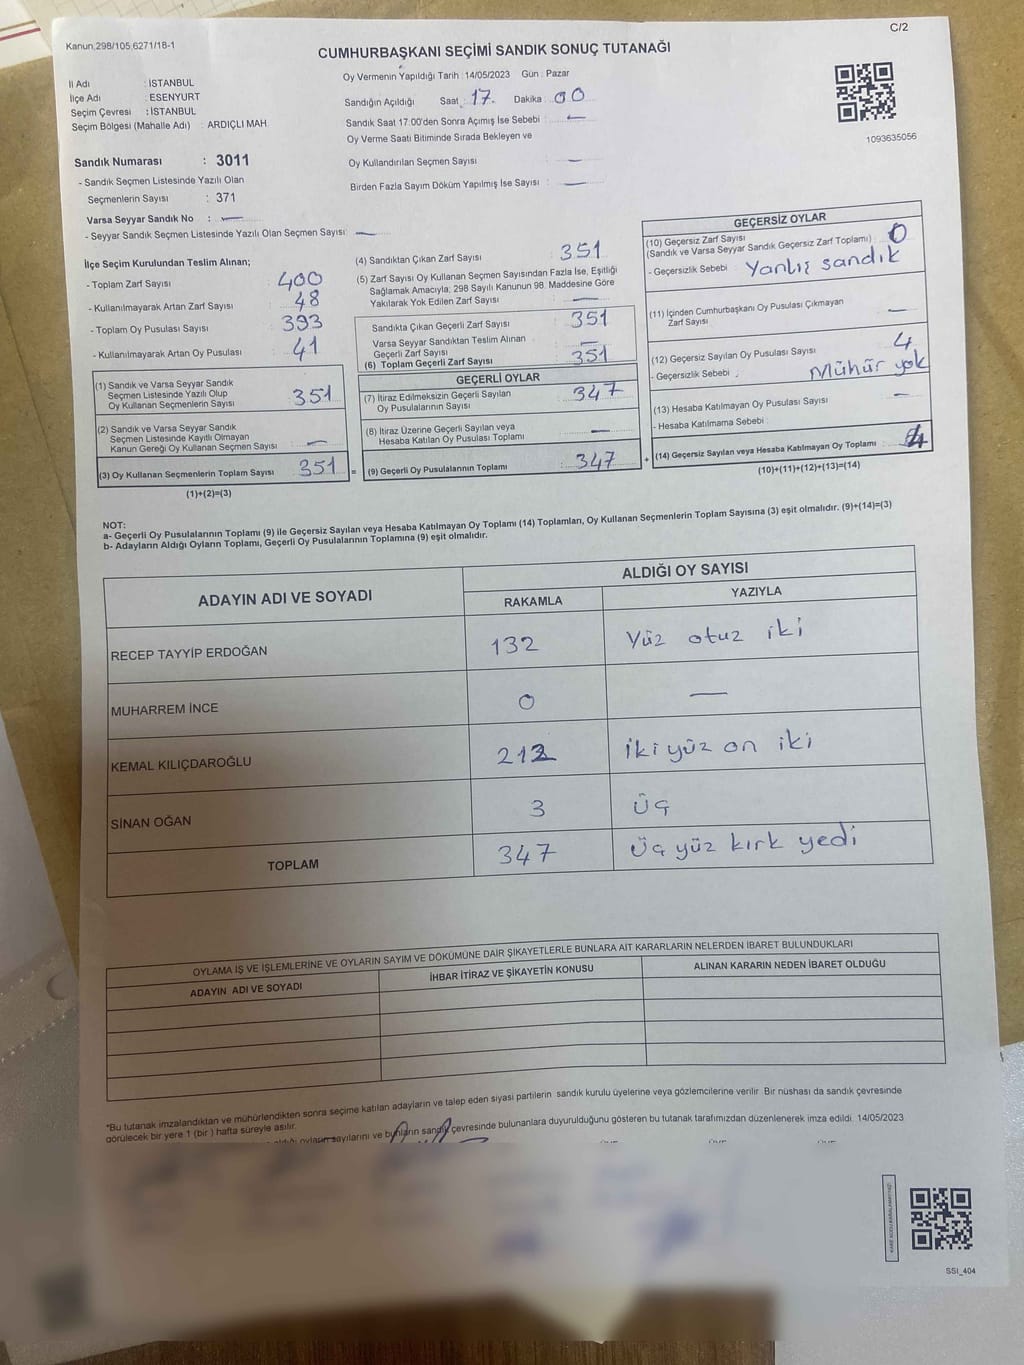 Kanun,298/105,6271/18-1
C/2
CUMHURBAŞKANI SEÇİMİ SANDIK SONUÇ TUTANAĞI
İl Adı : İSTANBUL
İlçe Adı : ESENYURT
Seçim Çevresi : İSTANBUL
Seçim Bölgesi (Mahalle Adı) : ARDIÇLI MAH.
Sandık Numarası : 3011
- Sandık Seçmen Listesinde Yazılı Olan
Seçmenlerin Sayısı : 371
Varsa Seyyar Sandık No : —
- Seyyar Sandık Seçmen Listesinde Yazılı Olan Seçmen Sayısı: —
Oy Vermenin Yapıldığı Tarih :14/05/2023 Gün : Pazar
Sandığın Açıldığı Saat : 17. Dakika : 00
Sandık Saat 17:00'den Sonra Açımış İse Sebebi : —
Oy Verme Saati Bitiminde Sırada Bekleyen ve
Oy Kullandırılan Seçmen Sayısı : —
Birden Fazla Sayım Döküm Yapılmış İse Sayısı : —
1093635056
İlçe Seçim Kurulundan Teslim Alınan;
- Toplam Zarf Sayısı : 400
- Kullanılmayarak Artan Zarf Sayısı : 48
- Toplam Oy Pusulası Sayısı : 393
- Kullanılmayarak Artan Oy Pusulası : 41
(1) Sandık ve Varsa Seyyar Sandık
Seçmen Listesinde Yazılı Olup
Oy Kullanan Seçmenlerin Sayısı : 351
(2) Sandık ve Varsa Seyyar Sandık
Seçmen Listesinde Kayıtlı Olmayan
Kanun Gereği Oy Kullanan Seçmen Sayısı : —
(3) Oy Kullanan Seçmenlerin Toplam Sayısı : 351
(1)+(2)=(3)
(4) Sandıktan Çıkan Zarf Sayısı : 351
(5) Zarf Sayısı Oy Kullanan Seçmen Sayısından Fazla İse, Eşitliği
Sağlamak Amacıyla; 298 Sayılı Kanunun 98. Maddesine Göre
Yakılarak Yok Edilen Zarf Sayısı : —
Sandıkta Çıkan Geçerli Zarf Sayısı : 351
Varsa Seyyar Sandıktan Teslim Alınan
Geçerli Zarf Sayısı : —
(6) Toplam Geçerli Zarf Sayısı : 351
GEÇERLİ OYLAR
(7) İtiraz Edilmeksizin Geçerli Sayılan
Oy Pusulalarının Sayısı : 347
(8) İtiraz Üzerine Geçerli Sayılan veya
Hesaba Katılan Oy Pusulası Toplamı : —
(9) Geçerli Oy Pusulalarının Toplamı : 347
GEÇERSİZ OYLAR
(10) Geçersiz Zarf Sayısı
(Sandık ve Varsa Seyyar Sandık Geçersiz Zarf Toplamı) : 0
- Geçersizlik Sebebi : Yanlış sandık
(11) İçinden Cumhurbaşkanı Oy Pusulası Çıkmayan
Zarf Sayısı : —
(12) Geçersiz Sayılan Oy Pusulası Sayısı : 4
- Geçersizlik Sebebi : Mühür yok
(13) Hesaba Katılmayan Oy Pusulası Sayısı : —
- Hesaba Katılmama Sebebi :
(14) Geçersiz Sayılan veya Hesaba Katılmayan Oy Toplamı : 4
(10)+(11)+(12)+(13)=(14)
NOT:
a- Geçerli Oy Pusulalarının Toplamı (9) ile Geçersiz Sayılan veya Hesaba Katılmayan Oy Toplamı (14) Toplamları, Oy Kullanan Seçmenlerin Toplam Sayısına (3) eşit olmalıdır. (9)+(14)=(3)
b- Adayların Aldığı Oyların Toplamı, Geçerli Oy Pusulalarının Toplamına (9) eşit olmalıdır.
ADAYIN ADI VE SOYADI ALDIĞI OY SAYISI
RAKAMLA YAZIYLA
RECEP TAYYİP ERDOĞAN 132 Yüz otuz iki
MUHARREM İNCE 0 —
KEMAL KILIÇDAROĞLU 212 İki yüz on iki
SİNAN OĞAN 3 üç
TOPLAM 347 üç yüz kırk yedi
OYLAMA İŞ VE İŞLEMLERİNE VE OYLARIN SAYIM VE DÖKÜMÜNE DAİR ŞİKAYETLERLE BUNLARA AİT KARARLARIN NELERDEN İBARET BULUNDUKLARI
ADAYIN ADI VE SOYADI İHBAR İTİRAZ VE ŞİKAYETİN KONUSU ALINAN KARARIN NEDEN İBARET OLDUĞU
*Bu tutanak imzalandıktan ve mühürlendikten sonra seçime katılan adayların ve talep eden siyasi partilerin sandık kurulu üyelerine veya gözlemcilerine verilir. Bir nüshası da sandık çevresinde
görülecek bir yere 1 (bir) hafta süreyle asılır.
sayılarını ve bunların sandık çevresinde bulunanlara duyurulduğunu gösteren bu tutanak tarafımızdan düzenlenerek imza edildi. 14/05/2023
SSI_404